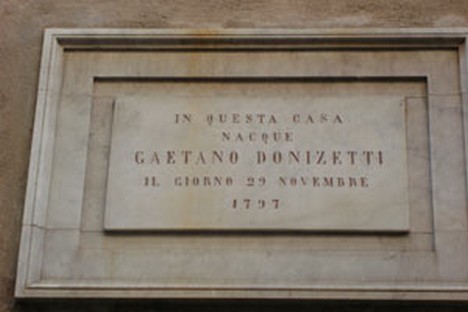 IN QUESTA CASA
NACQUE
GAETANO DONIZETTI
IL GIORNO 29 NOVEMBRE
1797